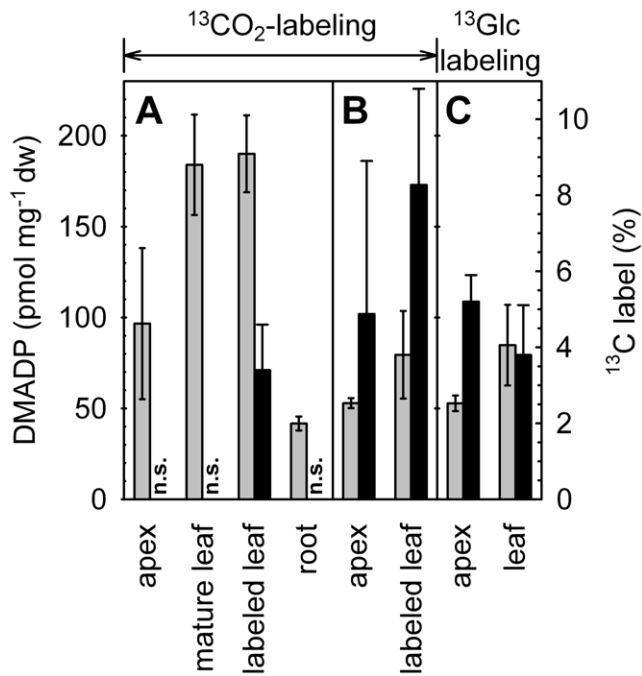 ¹³CO₂-labeling
¹³Glc
labeling
A
B
C
DMADP (pmol mg⁻¹ dw)
200
150
100
50
0
n.s.
n.s.
n.s.
10
8
6
4
2
0
¹³C label (%)
apex
mature leaf
labeled leaf
root
apex
labeled leaf
apex
leaf